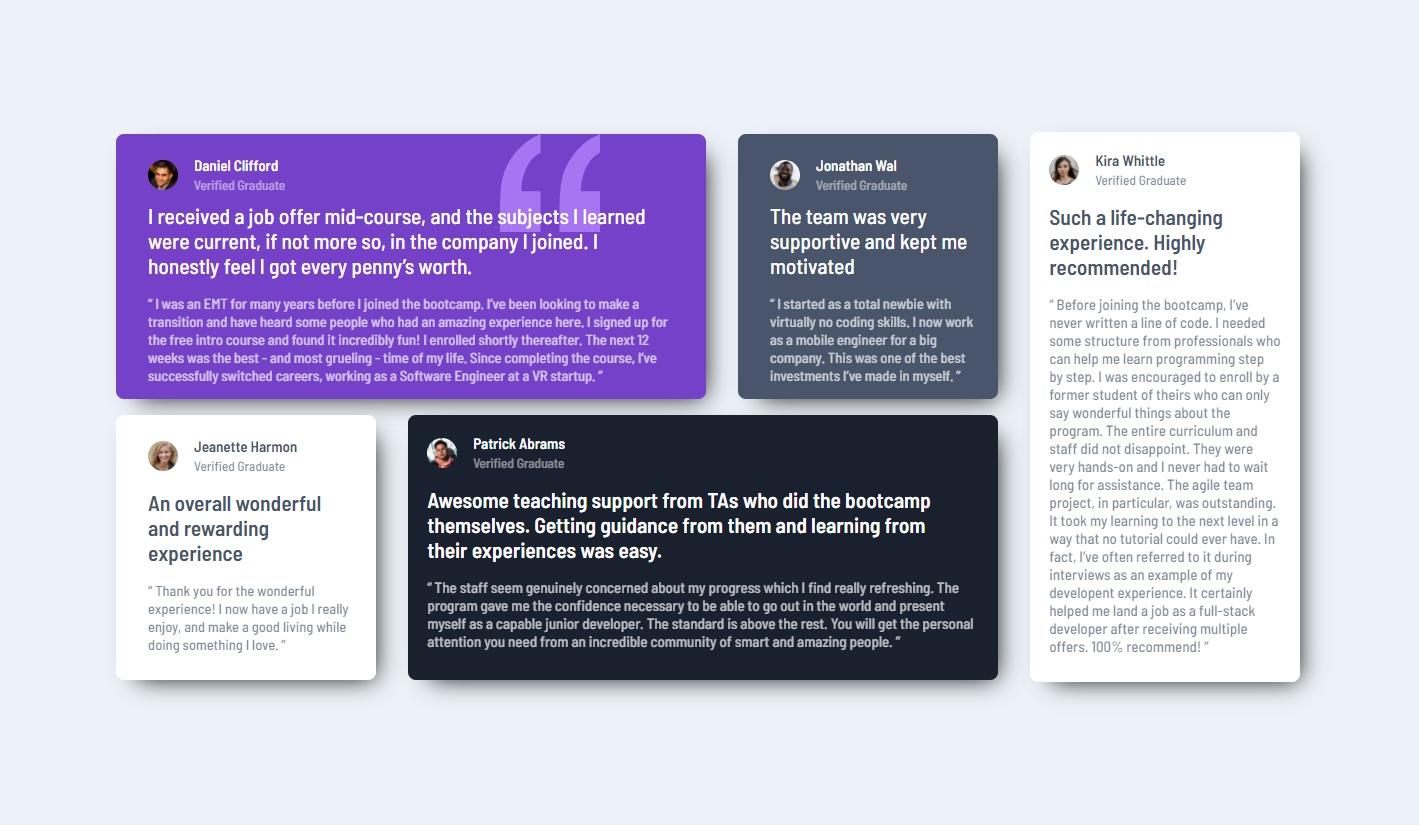 Daniel Clifford
Verified Graduate
I received a job offer mid-course, and the subjects I learned
were current, if not more so, in the company I joined. I
honestly feel I got every penny’s worth.
“ I was an EMT for many years before I joined the bootcamp. I’ve been looking to make a
transition and have heard some people who had an amazing experience here. I signed up for
the free intro course and found it incredibly fun! I enrolled shortly thereafter. The next 12
weeks was the best - and most grueling - time of my life. Since completing the course, I’ve
successfully switched careers, working as a Software Engineer at a VR startup. ”
Jonathan Wal
Verified Graduate
The team was very
supportive and kept me
motivated
“ I started as a total newbie with
virtually no coding skills. I now work
as a mobile engineer for a big
company. This was one of the best
investments I’ve made in myself. ”
Kira Whittle
Verified Graduate
Such a life-changing
experience. Highly
recommended!
“ Before joining the bootcamp, I’ve
never written a line of code. I needed
some structure from professionals who
can help me learn programming step
by step. I was encouraged to enroll by a
former student of theirs who can only
say wonderful things about the
program. The entire curriculum and
staff did not disappoint. They were
very hands-on and I never had to wait
long for assistance. The agile team
project, in particular, was outstanding.
It took my learning to the next level in a
way that no tutorial could ever have. In
fact, I’ve often referred to it during
interviews as an example of my
developent experience. It certainly
helped me land a job as a full-stack
developer after receiving multiple
offers. 100% recommend! ”
Jeanette Harmon
Verified Graduate
An overall wonderful
and rewarding
experience
“ Thank you for the wonderful
experience! I now have a job I really
enjoy, and make a good living while
doing something I love. ”
Patrick Abrams
Verified Graduate
Awesome teaching support from TAs who did the bootcamp
themselves. Getting guidance from them and learning from
their experiences was easy.
“ The staff seem genuinely concerned about my progress which I find really refreshing. The
program gave me the confidence necessary to be able to go out in the world and present
myself as a capable junior developer. The standard is above the rest. You will get the personal
attention you need from an incredible community of smart and amazing people. ”